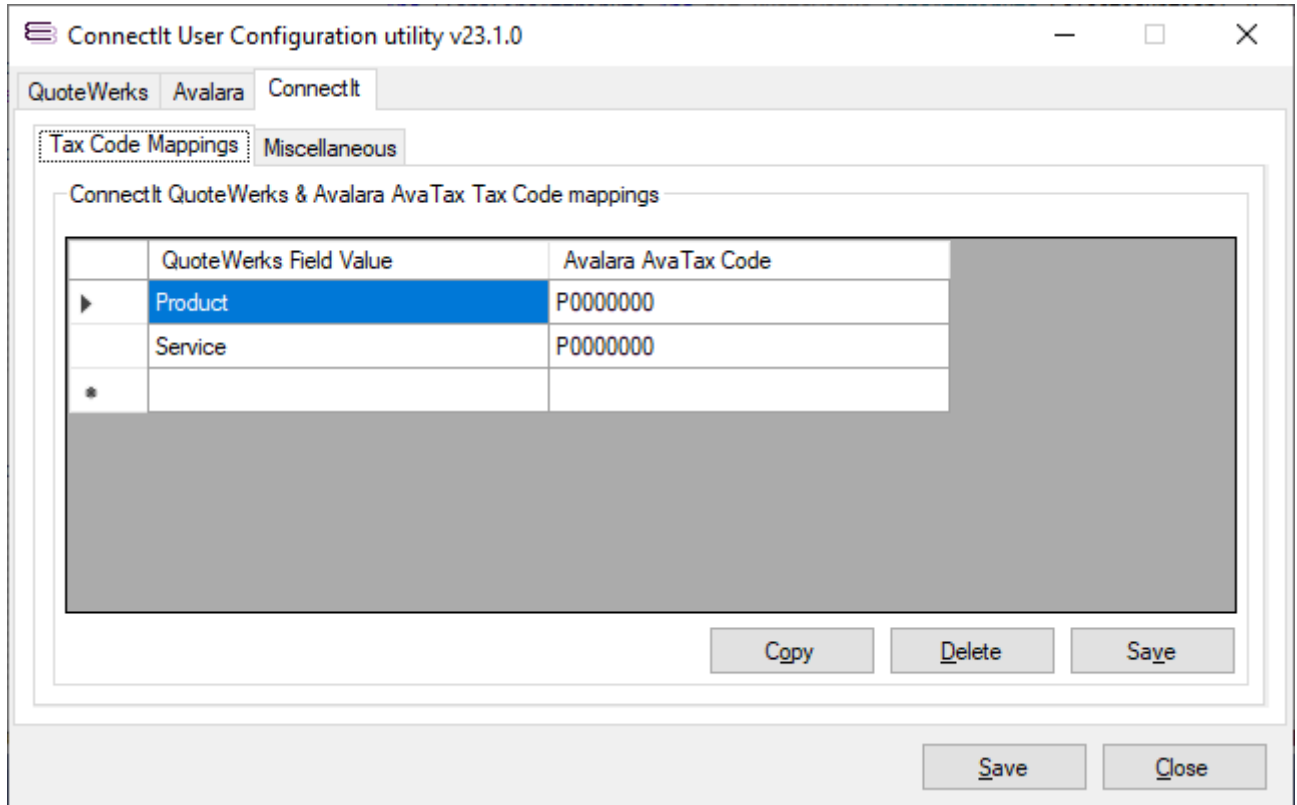 ConnectIt User Configuration utility v23.1.0
QuoteWerks Avalara ConnectIt
Tax Code Mappings Miscellaneous
ConnectIt QuoteWerks & Avalara AvaTax Tax Code mappings
QuoteWerks Field Value Avalara AvaTax Code
Product P0000000
Service P0000000
Copy Delete Save
Save Close